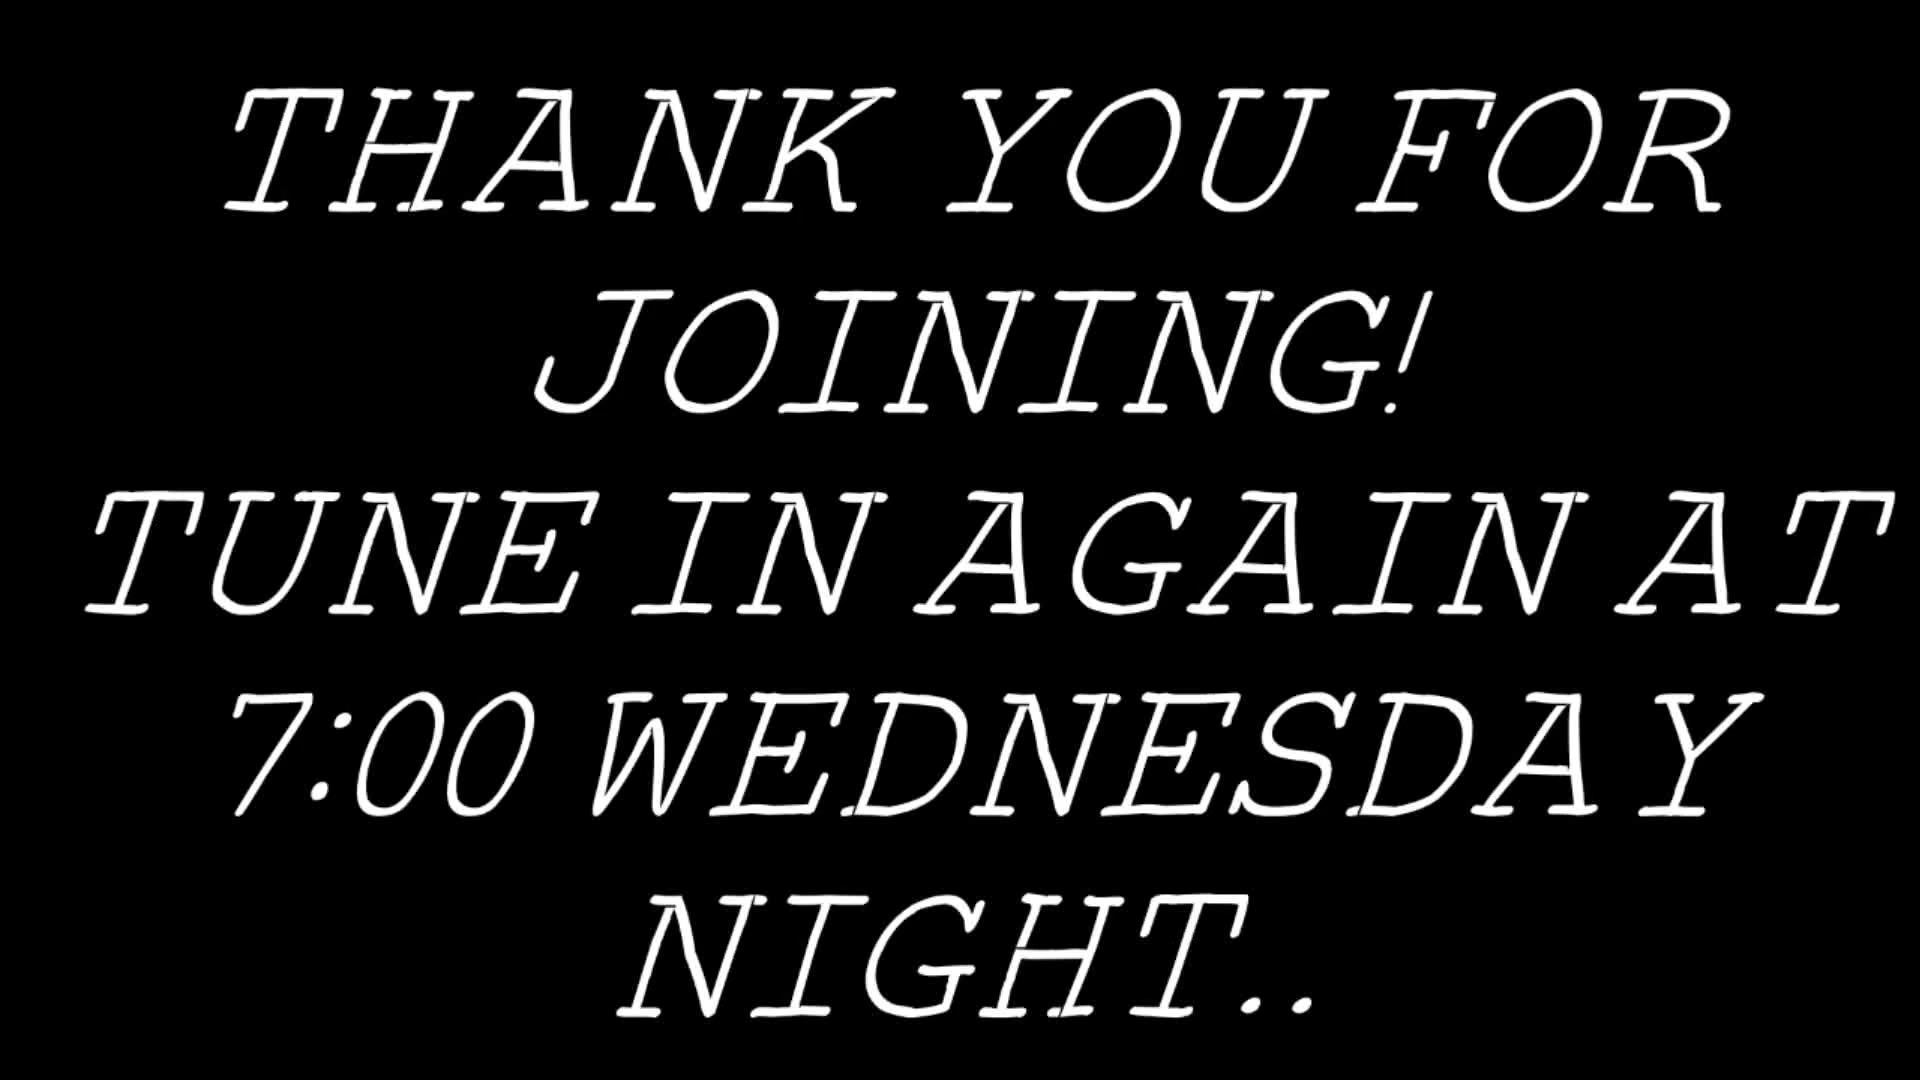 THANK YOU FOR
JOINING!
TUNE IN AGAIN AT
7:00 WEDNESDAY
NIGHT..